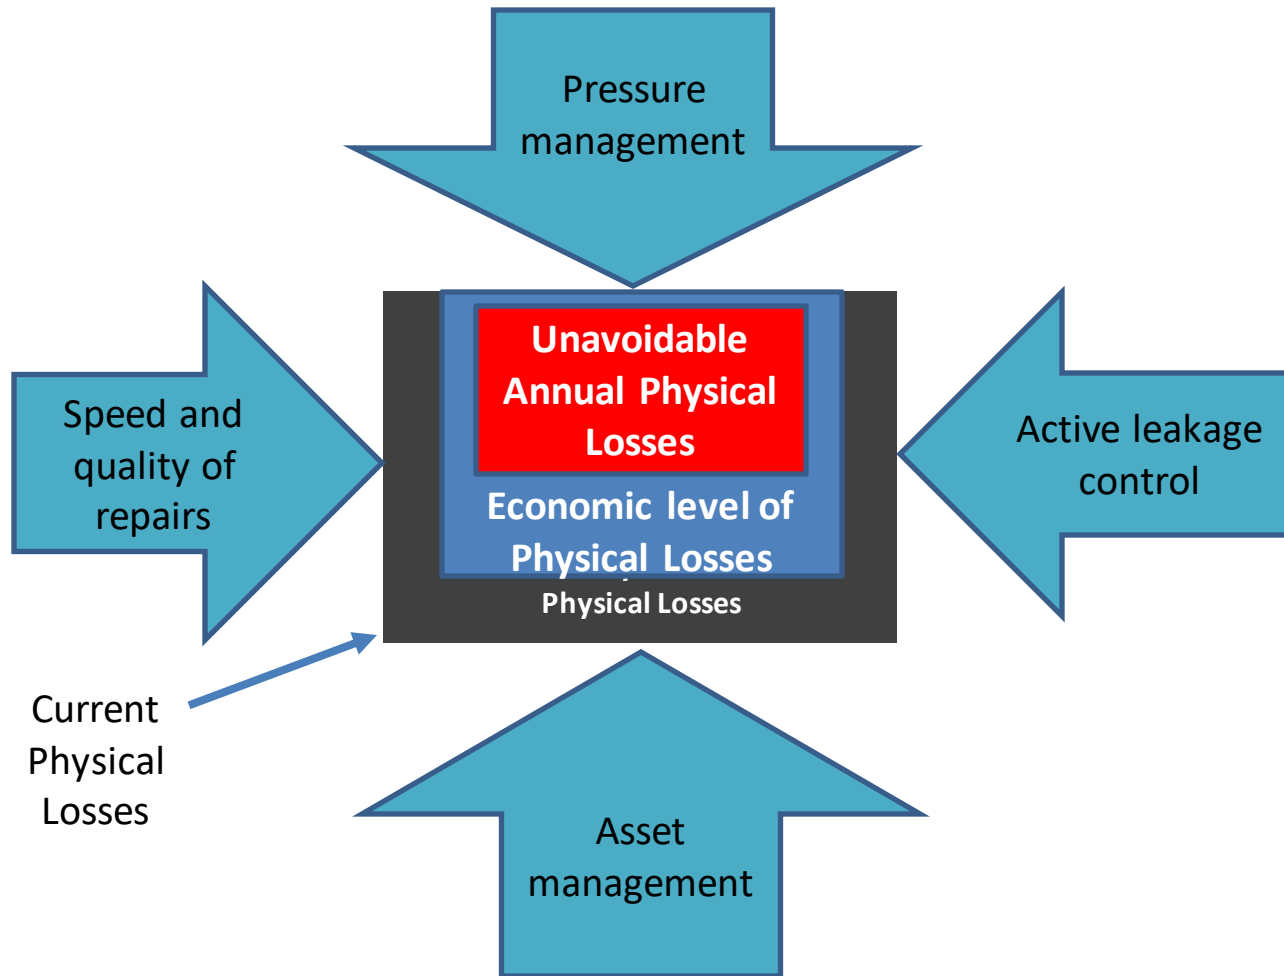 Pressure
management
Unavoidable
Annual Physical
Losses
Speed and
quality of
repairs
Active leakage
control
Economic level of
Physical Losses
Physical Losses
Current
Physical
Losses
Asset
management